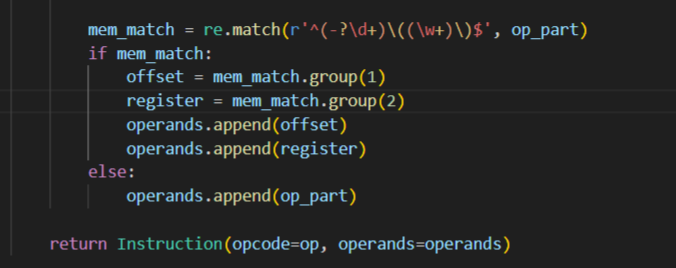 mem_match = re.match(r'^(-?\d+)\((\w+)\)$', op_part)
if mem_match:
offset = mem_match.group(1)
register = mem_match.group(2)
operands.append(offset)
operands.append(register)
else:
operands.append(op_part)
return Instruction(opcode=op, operands=operands)